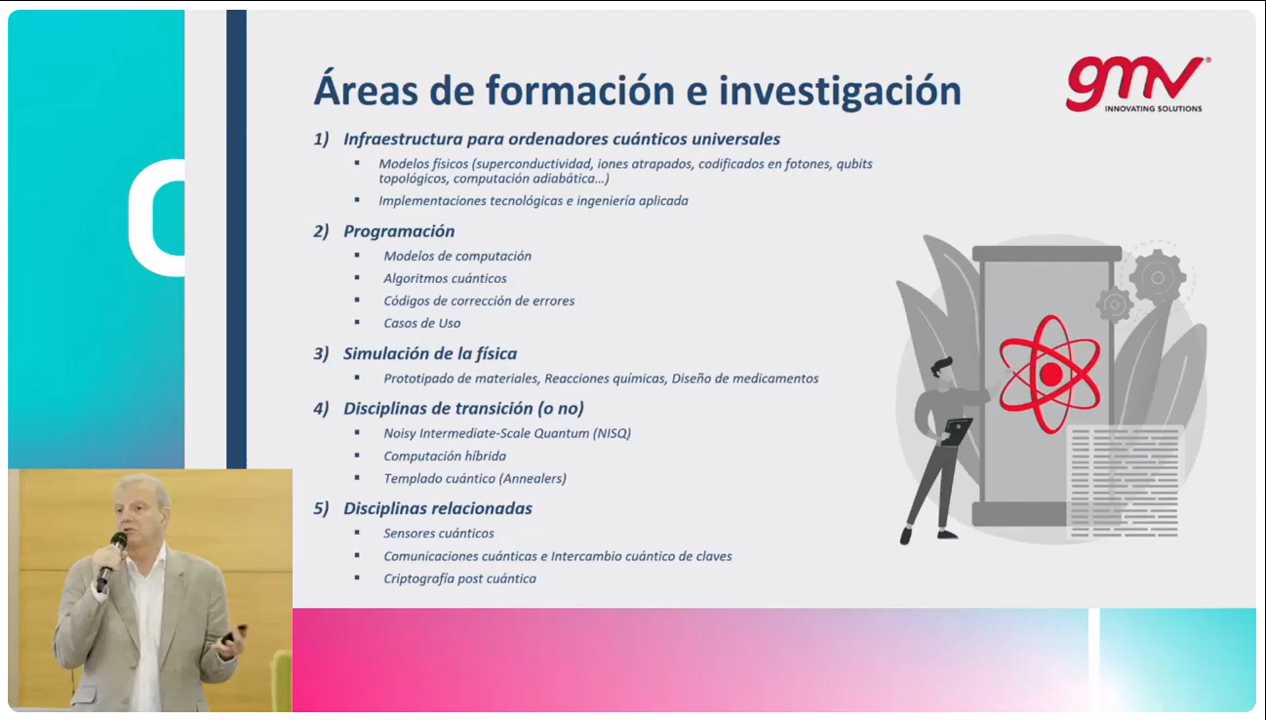 Áreas de formación e investigación
gmv®
INNOVATING SOLUTIONS
1) Infraestructura para ordenadores cuánticos universales
▪ Modelos físicos (superconductividad, iones atrapados, codificados en fotones, qubits
topológicos, computación adiabática...)
▪ Implementaciones tecnológicas e ingeniería aplicada
2) Programación
▪ Modelos de computación
▪ Algoritmos cuánticos
▪ Códigos de corrección de errores
▪ Casos de Uso
3) Simulación de la física
▪ Prototipado de materiales, Reacciones químicas, Diseño de medicamentos
4) Disciplinas de transición (o no)
▪ Noisy Intermediate-Scale Quantum (NISQ)
▪ Computación híbrida
▪ Templado cuántico (Annealers)
5) Disciplinas relacionadas
▪ Sensores cuánticos
▪ Comunicaciones cuánticas e Intercambio cuántico de claves
▪ Criptografía post cuántica